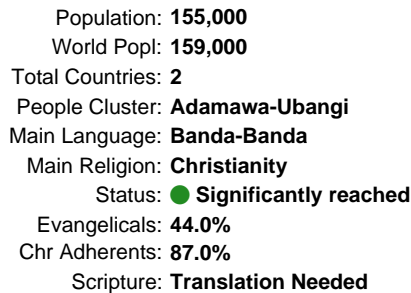 Population: 155,000
World Popl: 159,000
Total Countries: 2
People Cluster: Adamawa-Ubangi
Main Language: Banda-Banda
Main Religion: Christianity
Status: Significantly reached
Evangelicals: 44.0%
Chr Adherents: 87.0%
Scripture: Translation Needed